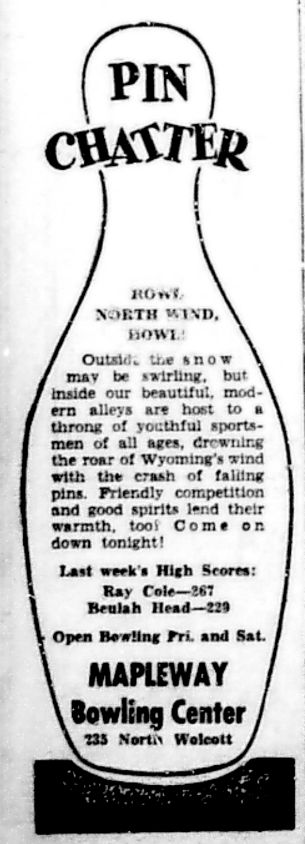 PIN
CHATTER
HOWL
NORTH WIND,
HOWL!
Outside the snow
may be swirling, but
inside our beautiful, mod-
ern alleys are host to a
throng of youthful sports-
men of all ages, drowning
the roar of Wyoming's wind
with the crash of falling
pins. Friendly competition
and good spirits lend their
warmth, too! Come on
down tonight!
Last week's High Scores:
Ray Cole—267
Beulah Head—229
Open Bowling Fri. and Sat.
MAPLEWAY
Bowling Center
235 North Wolcott